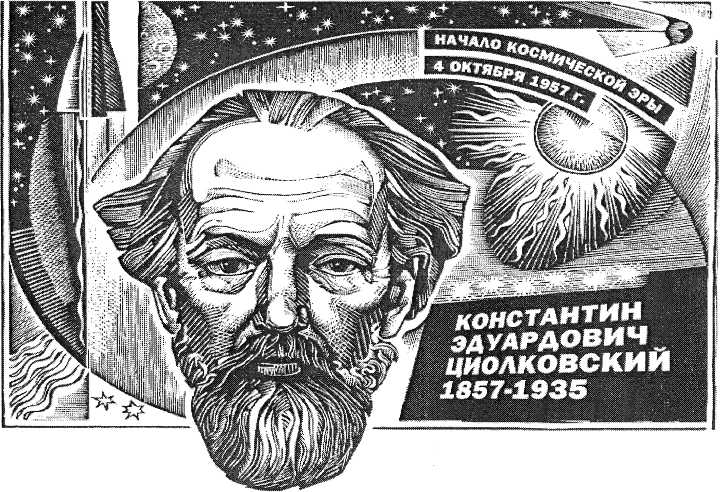 НАЧАЛО КОСМИЧЕСКОЙ ЭРЫ
4 ОКТЯБРЯ 1957 г.
КОНСТАНТИН
ЭДУАРДОВИЧ
ЦИОЛКОВСКИЙ
1857-1935